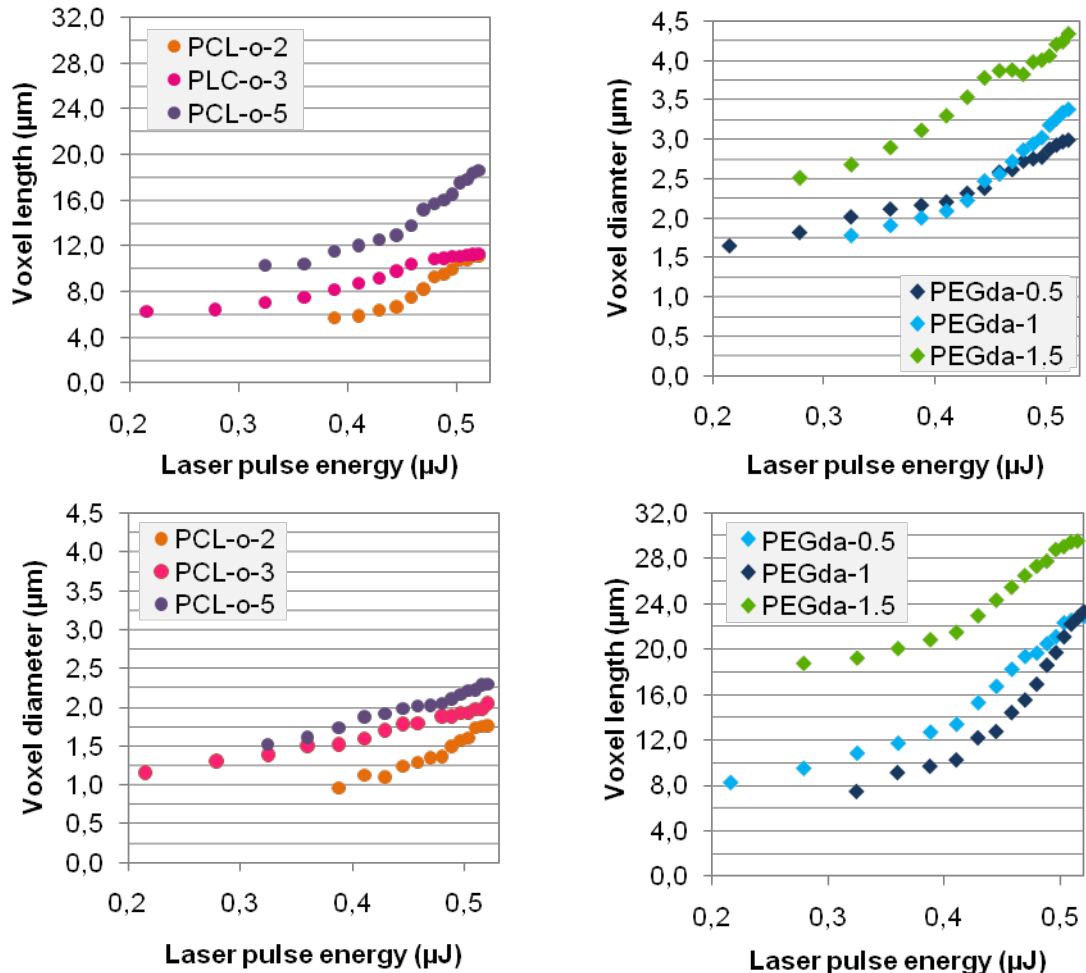 Voxel length (µm)
32,0
28,0
24,0
20,0
16,0
12,0
8,0
4,0
0,0
PCL-o-2
PLC-o-3
PCL-o-5
0,2 0,3 0,4 0,5
Laser pulse energy (µJ)
Voxel diamter (µm)
4,5
4,0
3,5
3,0
2,5
2,0
1,5
1,0
0,5
0,0
PEGda-0.5
PEGda-1
PEGda-1.5
0,2 0,3 0,4 0,5
Laser pulse energy (µJ)
Voxel diameter (µm)
4,5
4,0
3,5
3,0
2,5
2,0
1,5
1,0
0,5
0,0
PCL-o-2
PCL-o-3
PCL-o-5
0,2 0,3 0,4 0,5
Laser pulse energy (µJ)
Voxel length (µm)
32,0
28,0
24,0
20,0
16,0
12,0
8,0
4,0
0,0
PEGda-0.5
PEGda-1
PEGda-1.5
0,2 0,3 0,4 0,5
Laser pulse energy (µJ)